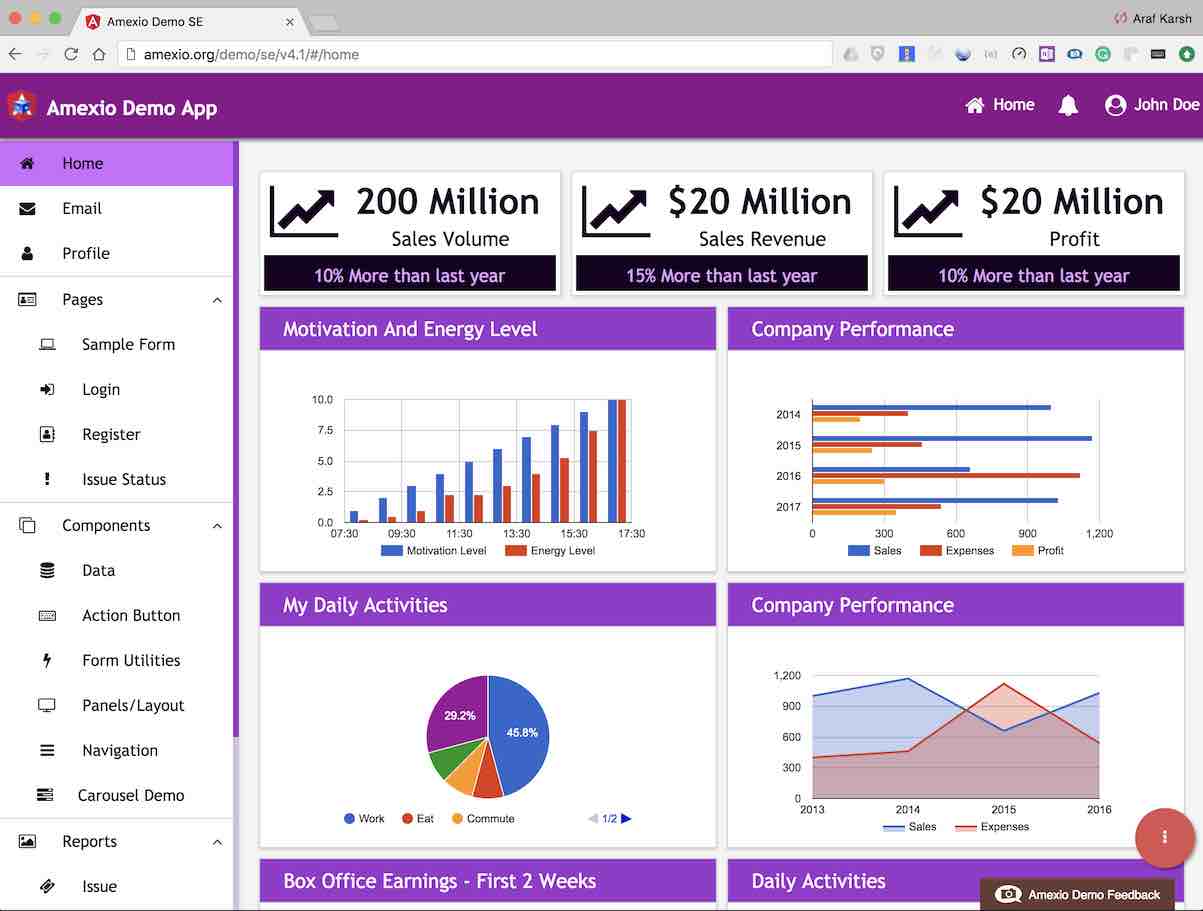 Amexio Demo SE
Araf Karsh
amexio.org/demo/se/v4.1/#/home
Amexio Demo App
Home
John Doe
Home
Email
Profile
Pages
Sample Form
Login
Register
Issue Status
Components
Data
Action Button
Form Utilities
Panels/Layout
Navigation
Carousel Demo
Reports
Issue
200 Million
Sales Volume
10% More than last year
$20 Million
Sales Revenue
15% More than last year
$20 Million
Profit
10% More than last year
Motivation And Energy Level
10.0
7.5
5.0
2.5
0.0
07:30 09:30 11:30 13:30 15:30 17:30
Motivation Level Energy Level
Company Performance
2014
2015
2016
2017
0 300 600 900 1,200
Sales Expenses Profit
My Daily Activities
29.2%
45.8%
Work Eat Commute 1/2
Company Performance
1,200
900
600
300
0
2013 2014 2015 2016
Sales Expenses
Box Office Earnings - First 2 Weeks
Daily Activities
Amexio Demo Feedback